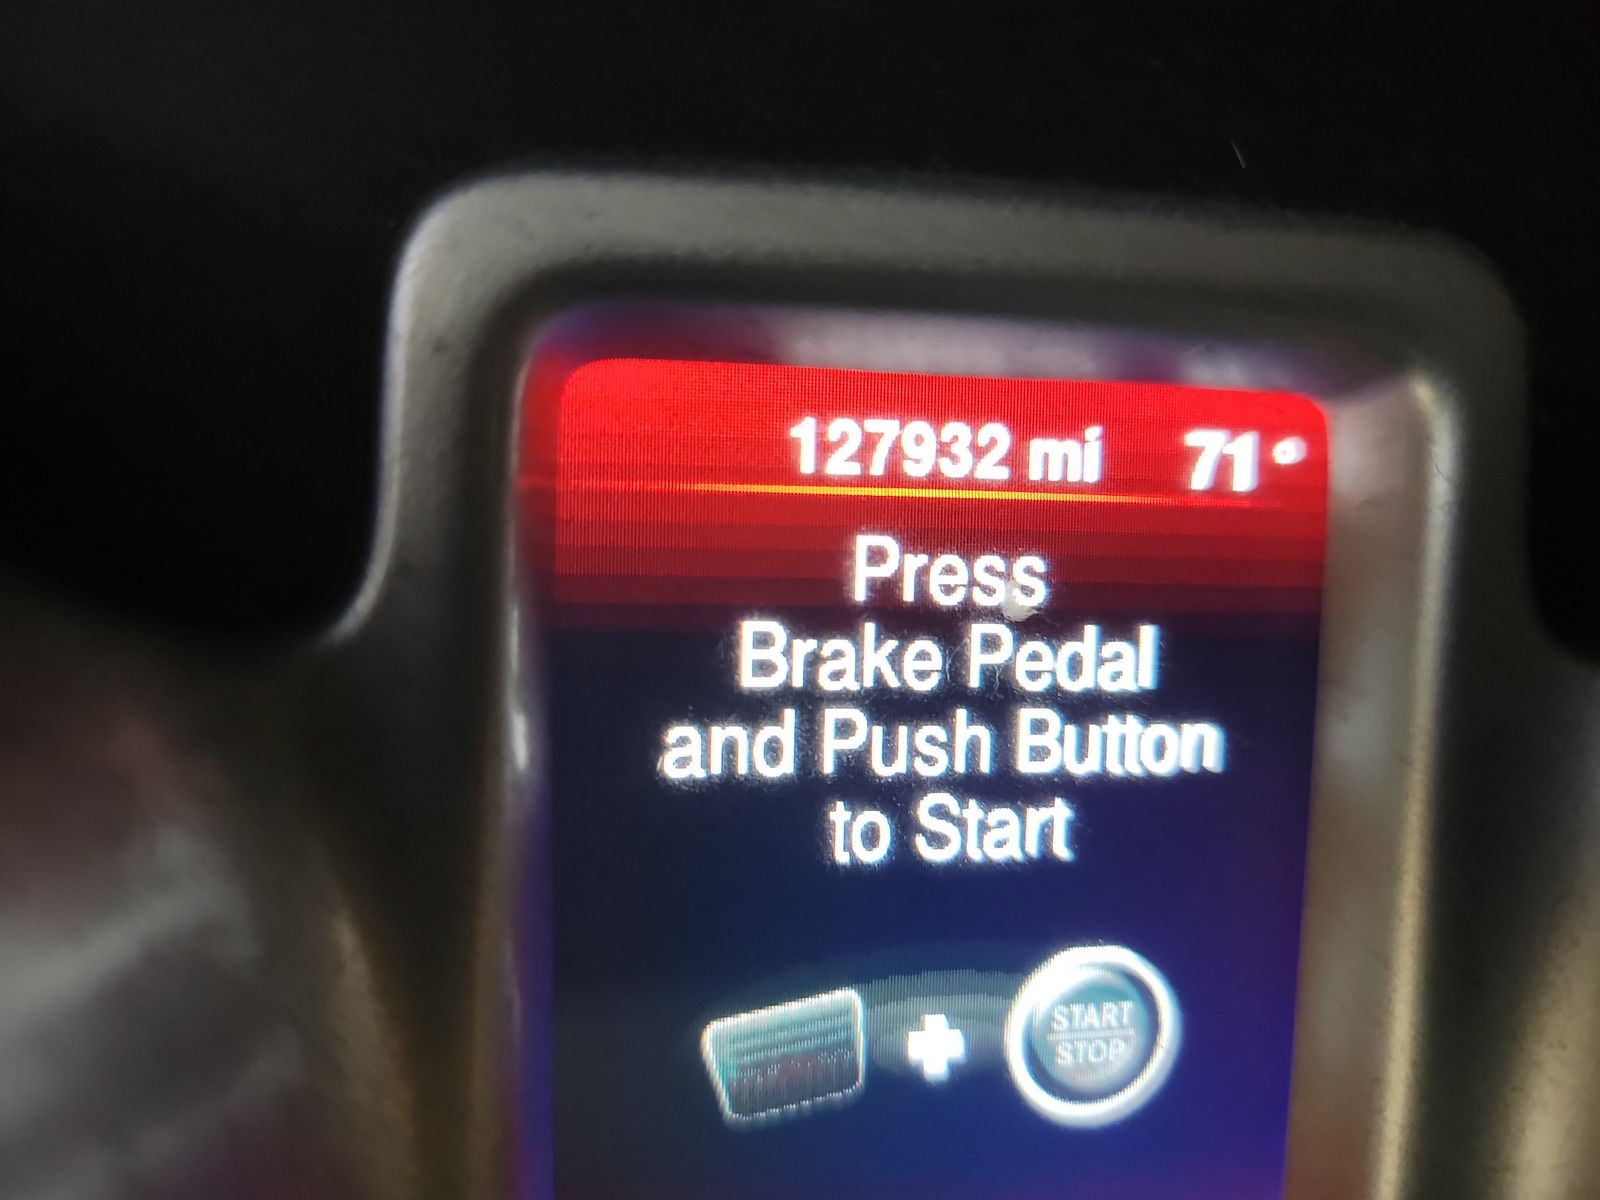 127932 mi 71°
Press
Brake Pedal
and Push Button
to Start
START
STOP